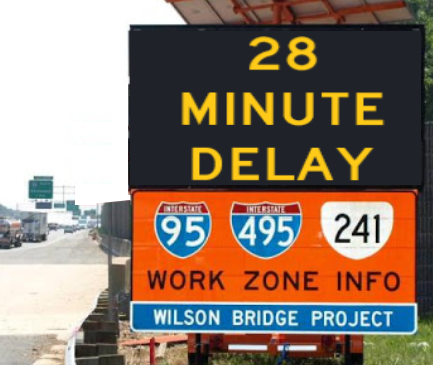 28
MINUTE
DELAY
INTERSTATE 95 INTERSTATE 495 241
WORK ZONE INFO
WILSON BRIDGE PROJECT